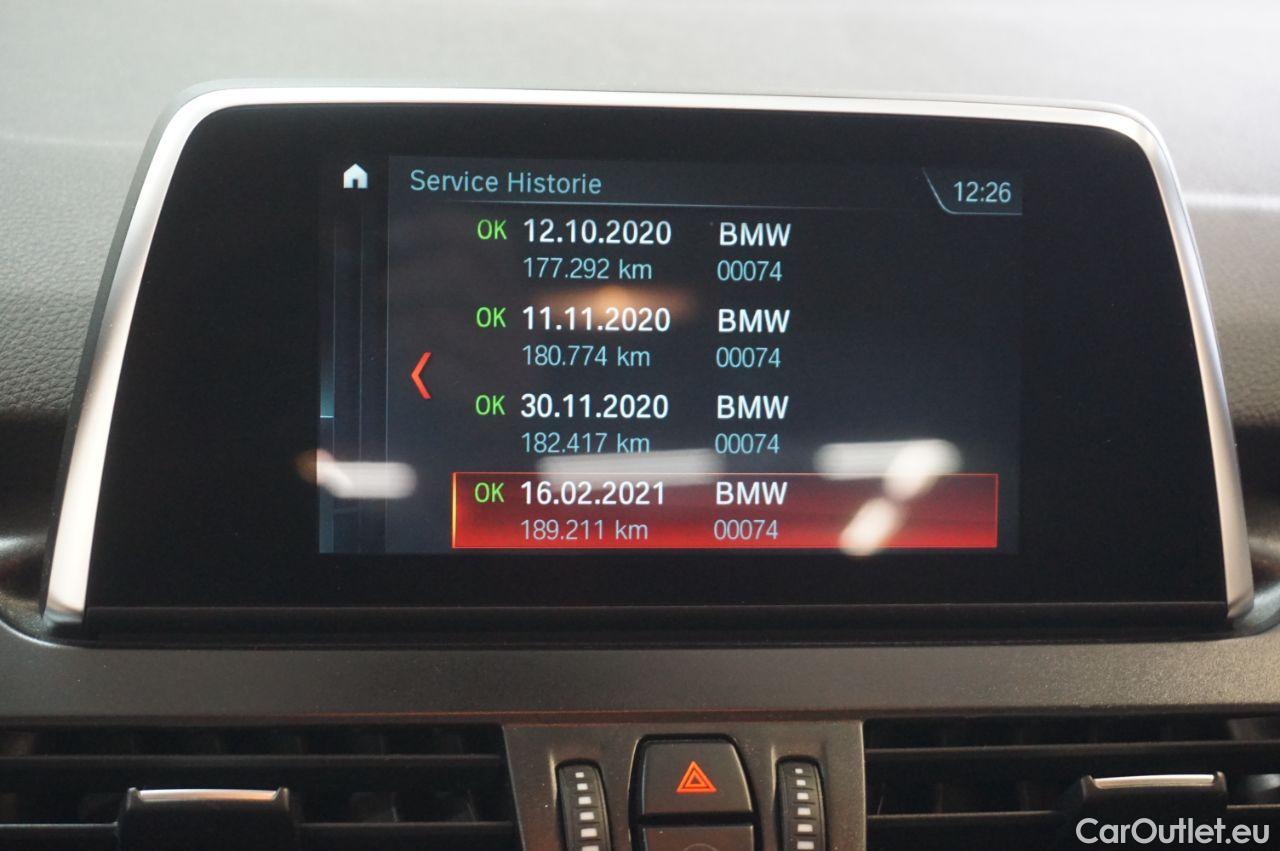 Service Historie
12:26
OK 12.10.2020 BMW
177.292 km 00074
OK 11.11.2020 BMW
180.774 km 00074
OK 30.11.2020 BMW
182.417 km 00074
OK 16.02.2021 BMW
189.211 km 00074
CarOutlet.eu